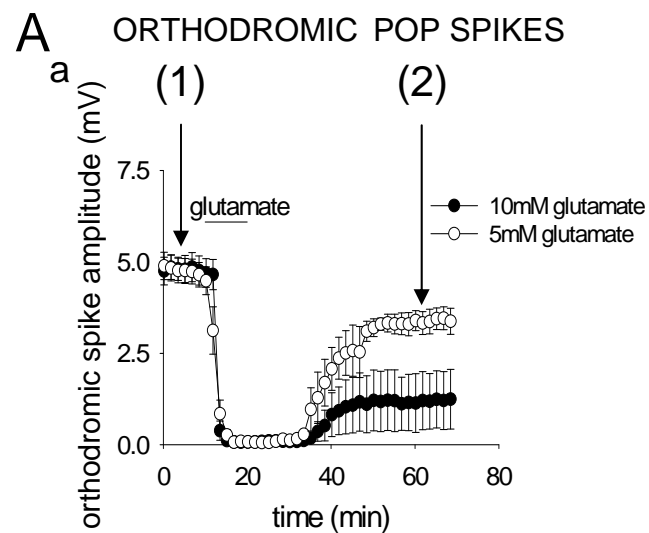 A ORTHODROMIC POP SPIKES
a
(1) (2)
orthodromic spike amplitude (mV)
7.5
5.0
2.5
0.0
glutamate
10mM glutamate
5mM glutamate
0 20 40 60 80
time (min)